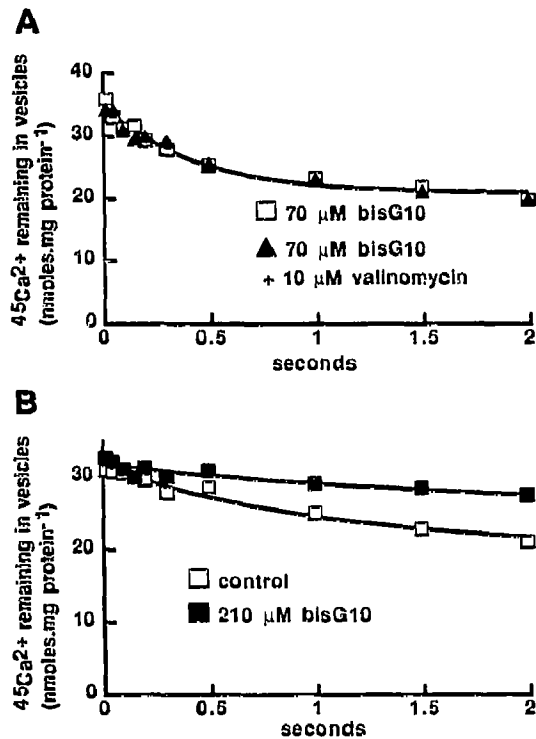 A
45Ca2+ remaining in vesicles
(nmoles.mg protein-1)
40
30
20
10
0
70 μM bisG10
70 μM bisG10
+ 10 μM valinomycin
0 0.5 1 1.5 2
seconds
B
45Ca2+ remaining in vesicles
(nmoles.mg protein-1)
30
20
10
0
control
210 μM bisG10
0 0.5 1 1.5 2
seconds